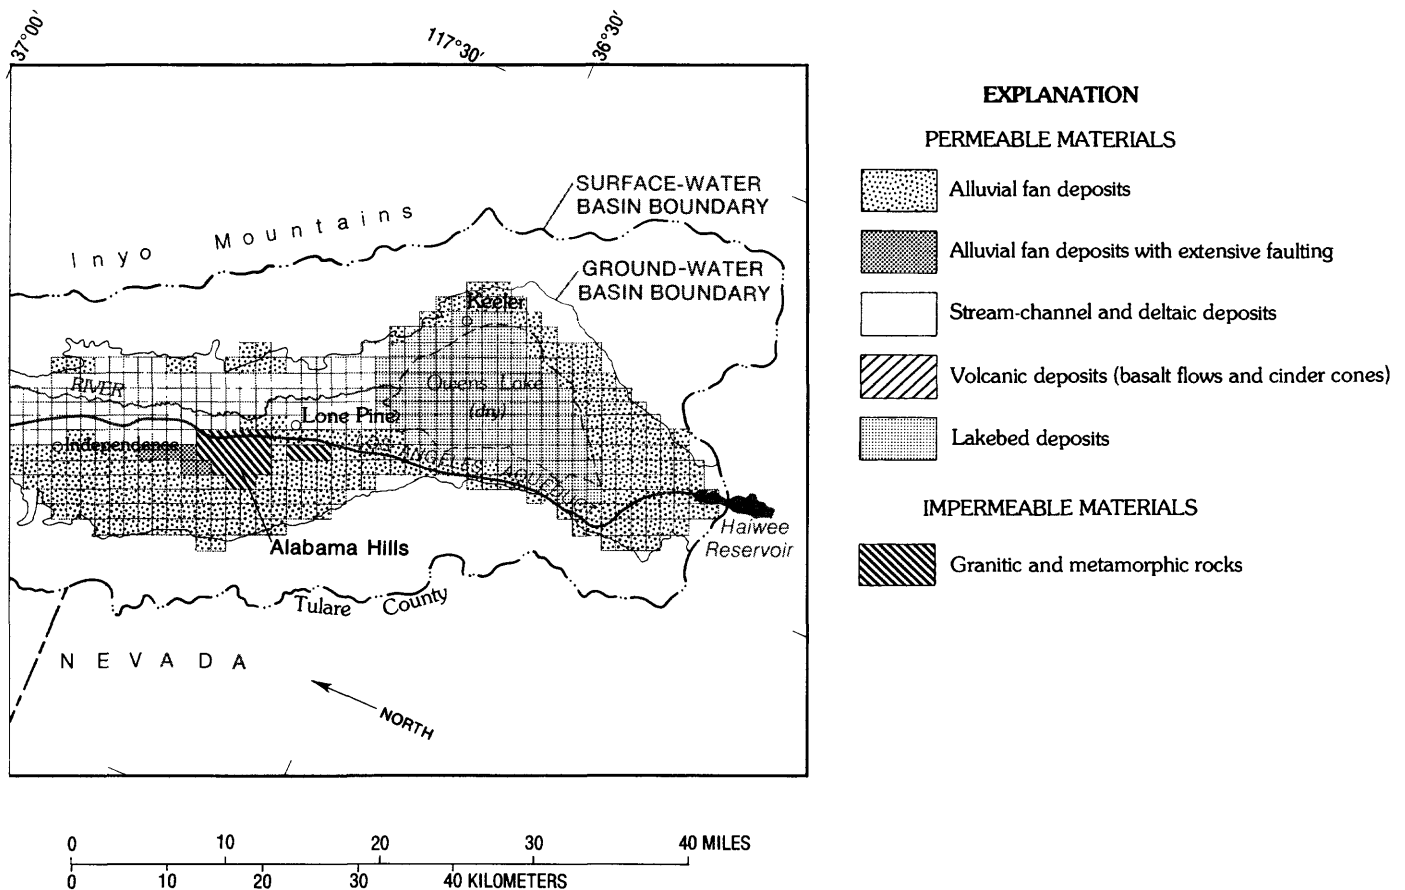 37°00′
117°30′
36°30′
SURFACE-WATER
BASIN BOUNDARY
Inyo Mountains
GROUND-WATER
BASIN BOUNDARY
Keeler
RIVER
Owens Lake
(dry)
Lone Pine
Independence
LOS ANGELES AQUEDUCT
Haiwee
Reservoir
Alabama Hills
Tulare County
NEVADA
NORTH
0 10 20 30 40 MILES
0 10 20 30 40 KILOMETERS
EXPLANATION
PERMEABLE MATERIALS
Alluvial fan deposits
Alluvial fan deposits with extensive faulting
Stream-channel and deltaic deposits
Volcanic deposits (basalt flows and cinder cones)
Lakebed deposits
IMPERMEABLE MATERIALS
Granitic and metamorphic rocks